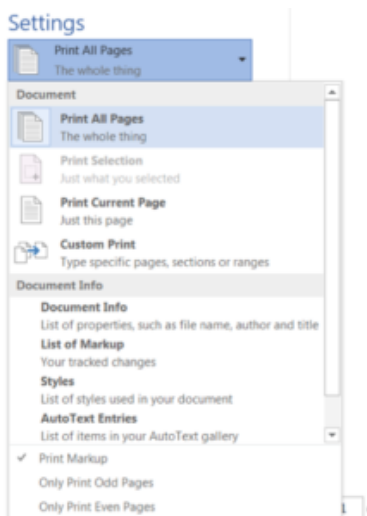 Settings
Print All Pages
The whole thing
Document
Print All Pages
The whole thing
Print Selection
Just what you selected
Print Current Page
Just this page
Custom Print
Type specific pages, sections or ranges
Document Info
Document Info
List of properties, such as file name, author and title
List of Markup
Your tracked changes
Styles
List of styles used in your document
AutoText Entries
List of items in your AutoText gallery
✓ Print Markup
Only Print Odd Pages
Only Print Even Pages
1